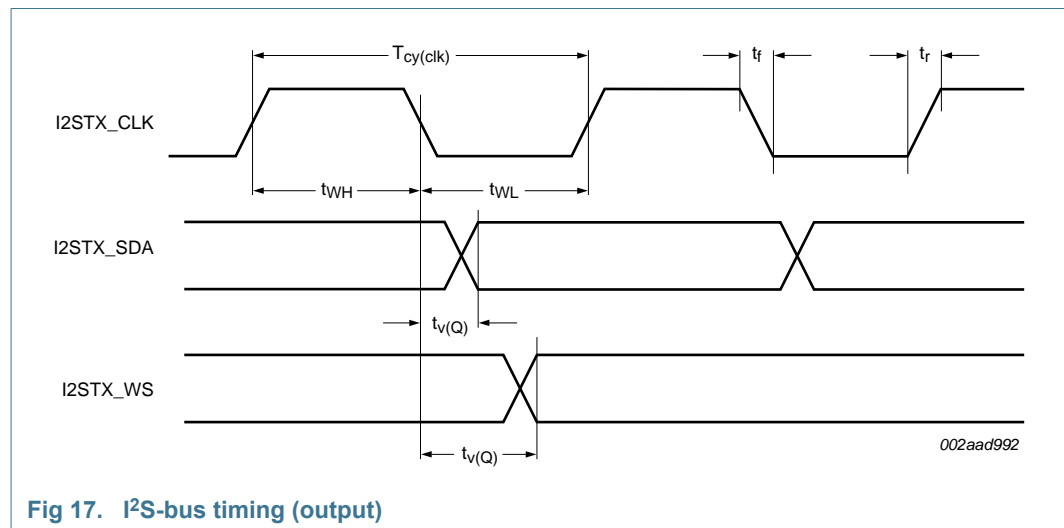 Tcy(clk)
tf
tr
I2STX_CLK
tWH
tWL
I2STX_SDA
tv(Q)
I2STX_WS
tv(Q)
002aad992
Fig 17. I²S-bus timing (output)